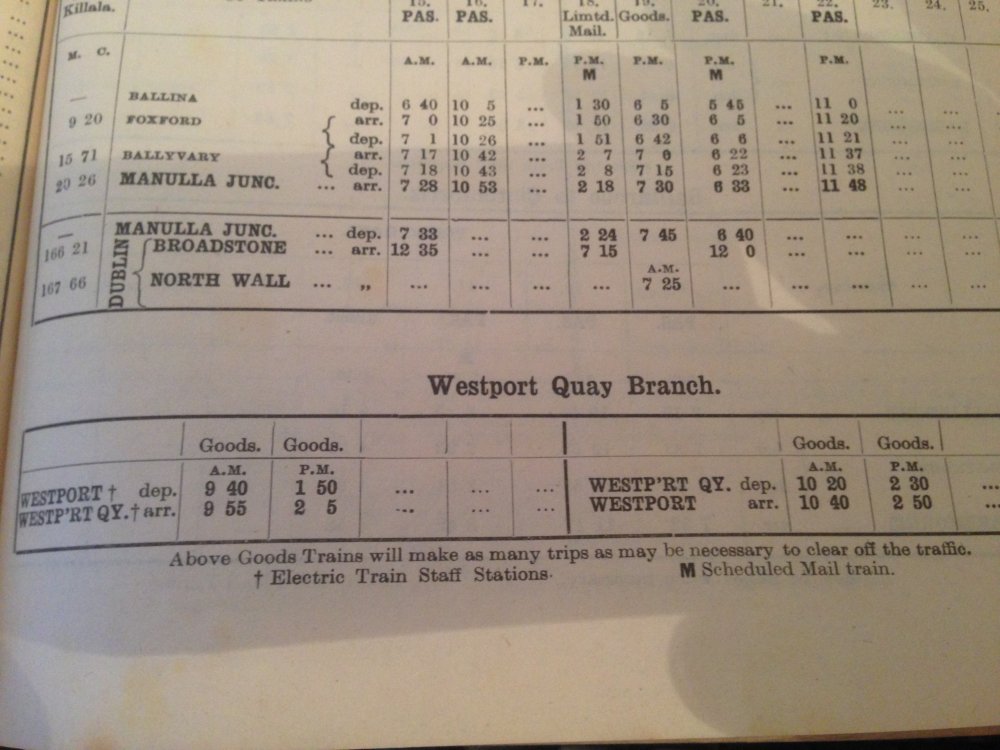 Killala. 15. 16. 17. 18. 19. 20. 21. 22. 23. 24. 25.
PAS. PAS. Limtd. Goods. PAS. PAS.
Mail.
M. C. A.M. A.M. P.M. P.M. P.M. P.M. P.M.
M M
— BALLINA dep. 6 40 10 5 ... 1 30 6 5 5 45 ... 11 0 ... ... ...
9 20 FOXFORD arr. 7 0 10 25 ... 1 50 6 30 6 5 ... 11 20 ... ... ...
dep. 7 1 10 26 ... 1 51 6 42 6 6 ... 11 21 ... ... ...
15 71 BALLYVARY arr. 7 17 10 42 ... 2 7 7 0 6 22 ... 11 37 ... ... ...
dep. 7 18 10 43 ... 2 8 7 15 6 23 ... 11 38 ... ... ...
20 26 MANULLA JUNC. ... arr. 7 28 10 53 ... 2 18 7 30 6 33 ... 11 48 ... ... ...
— MANULLA JUNC. ... dep. 7 33 ... ... 2 24 7 45 6 40 ... ... ... ... ...
166 21 DUBLIN BROADSTONE ... arr. 12 35 ... ... 7 15 12 0 ... ... ... ... ...
A.M.
167 66 NORTH WALL ... „ ... ... ... ... 7 25 ... ... ... ... ... ...
Westport Quay Branch.
Goods. Goods. Goods. Goods.
A.M. P.M. A.M. P.M.
WESTPORT † dep. 9 40 1 50 ... ... ... WESTP'RT QY. dep. 10 20 2 30 ...
WESTP'RT QY.† arr. 9 55 2 5 ... ... ... WESTPORT arr. 10 40 2 50 ...
Above Goods Trains will make as many trips as may be necessary to clear off the traffic.
† Electric Train Staff Stations. M Scheduled Mail train.